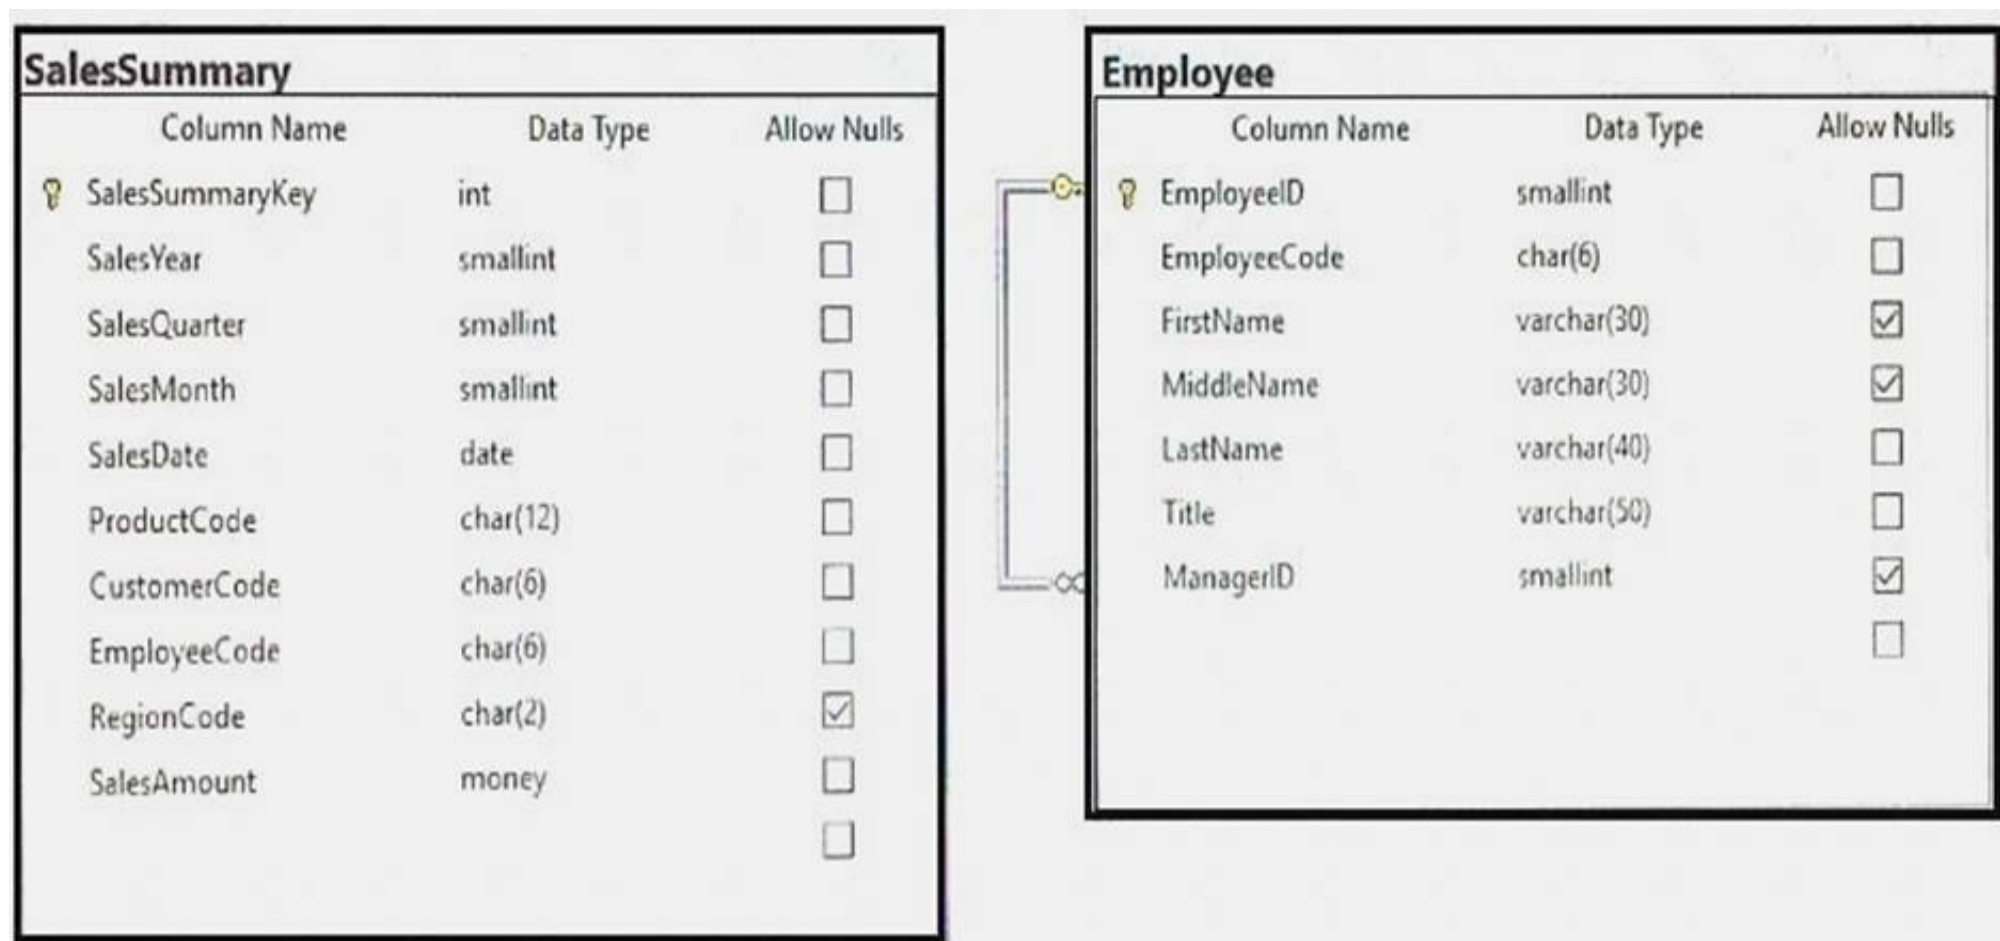 SalesSummary
Column Name Data Type Allow Nulls
SalesSummaryKey int
SalesYear smallint
SalesQuarter smallint
SalesMonth smallint
SalesDate date
ProductCode char(12)
CustomerCode char(6)
EmployeeCode char(6)
RegionCode char(2)
SalesAmount money
Employee
Column Name Data Type Allow Nulls
EmployeeID smallint
EmployeeCode char(6)
FirstName varchar(30)
MiddleName varchar(30)
LastName varchar(40)
Title varchar(50)
ManagerID smallint